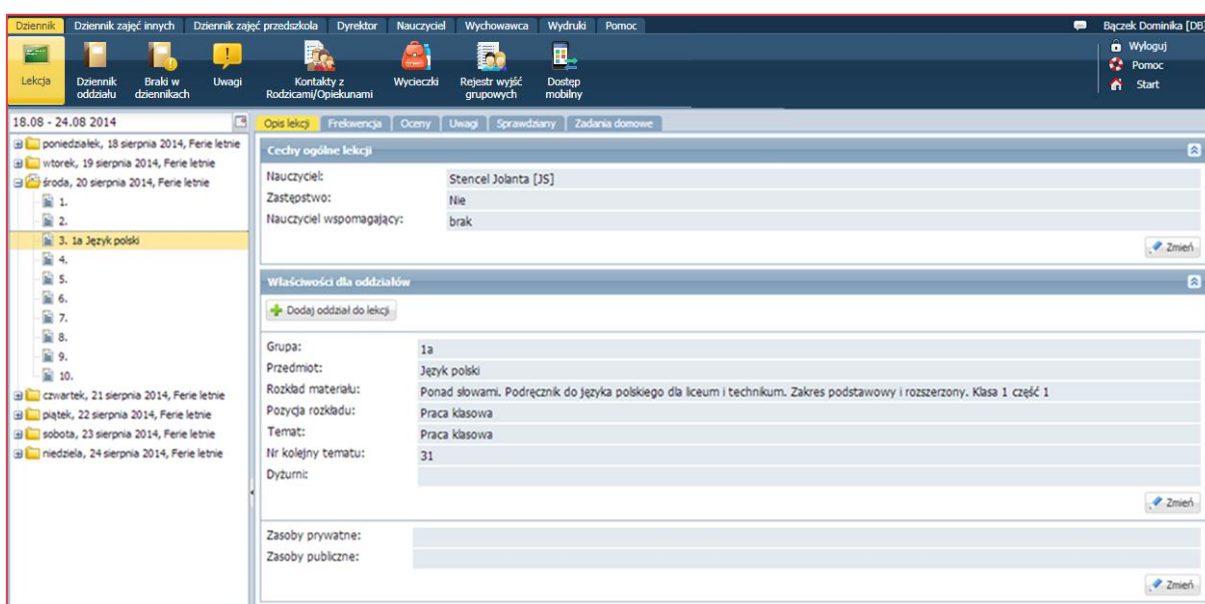 Dziennik Dziennik zajęć innych Dziennik zajęć przedszkola Dyrektor Nauczyciel Wychowawca Wydruki Pomoc Bączek Dominika [DB]
Lekcja Dziennik oddziału Braki w dziennikach Uwagi Kontakty z Rodzicami/Opiekunami Wycieczki Rejestr wyjść grupowych Dostęp mobilny
Wyloguj
Pomoc
Start
18.08 - 24.08 2014
poniedziałek, 18 sierpnia 2014, Ferie letnie
wtorek, 19 sierpnia 2014, Ferie letnie
środa, 20 sierpnia 2014, Ferie letnie
1.
2.
3. 1a Język polski
4.
5.
6.
7.
8.
9.
10.
czwartek, 21 sierpnia 2014, Ferie letnie
piątek, 22 sierpnia 2014, Ferie letnie
sobota, 23 sierpnia 2014, Ferie letnie
niedziela, 24 sierpnia 2014, Ferie letnie
Opis lekcji Frekwencja Oceny Uwagi Sprawdziany Zadania domowe
Cechy ogólne lekcji
Nauczyciel: Stencel Jolanta [JS]
Zastępstwo: Nie
Nauczyciel wspomagający: brak
Zmień
Właściwości dla oddziałów
Dodaj oddział do lekcji
Grupa: 1a
Przedmiot: Język polski
Rozkład materiału: Ponad słowami. Podręcznik do języka polskiego dla liceum i technikum. Zakres podstawowy i rozszerzony. Klasa 1 część 1
Pozycja rozkładu: Praca klasowa
Temat: Praca klasowa
Nr kolejny tematu: 31
Dyżurni:
Zmień
Zasoby prywatne:
Zasoby publiczne:
Zmień